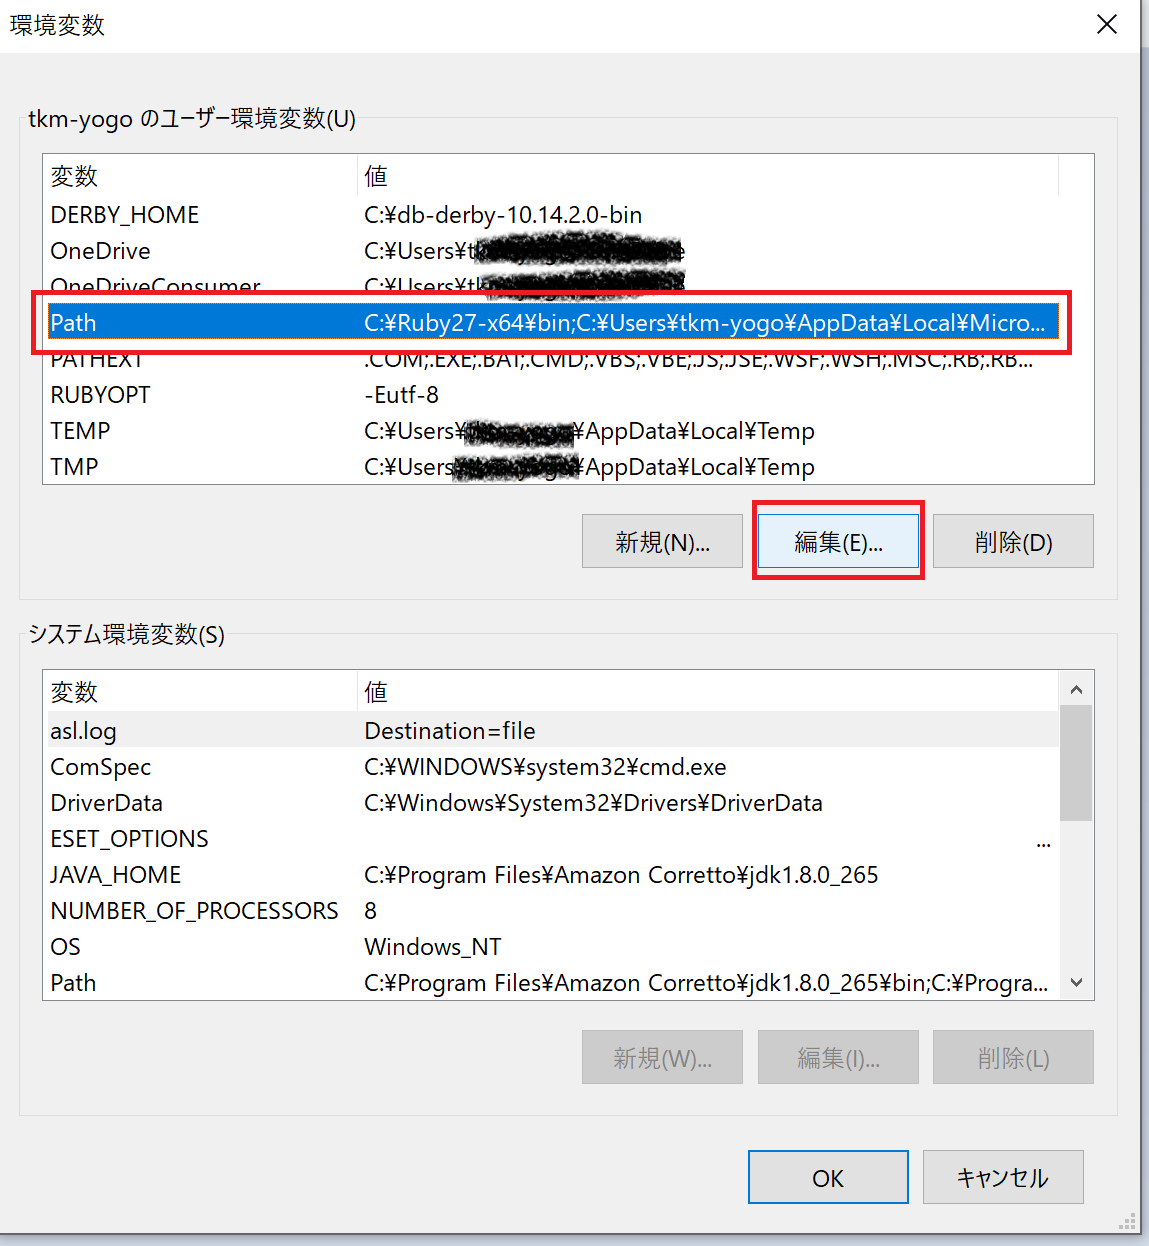 環境変数
tkm-yogo のユーザー環境変数(U)
変数 値
DERBY_HOME C:¥db-derby-10.14.2.0-bin
OneDrive C:¥Users¥
OneDriveConsumer C:¥Users¥
Path C:¥Ruby27-x64¥bin;C:¥Users¥tkm-yogo¥AppData¥Local¥Micro...
PATHEXT .COM;.EXE;.BAT;.CMD;.VBS;.VBE;.JS;.JSE;.WSF;.WSH;.MSC;.RB;.RB...
RUBYOPT -Eutf-8
TEMP C:¥Users¥ ¥AppData¥Local¥Temp
TMP C:¥Users ¥AppData¥Local¥Temp
新規(N)... 編集(E)... 削除(D)
システム環境変数(S)
変数 値
asl.log Destination=file
ComSpec C:¥WINDOWS¥system32¥cmd.exe
DriverData C:¥Windows¥System32¥Drivers¥DriverData
ESET_OPTIONS ...
JAVA_HOME C:¥Program Files¥Amazon Corretto¥jdk1.8.0_265
NUMBER_OF_PROCESSORS 8
OS Windows_NT
Path C:¥Program Files¥Amazon Corretto¥jdk1.8.0_265¥bin;C:¥Progra...
新規(W)... 編集(I)... 削除(L)
OK キャンセル